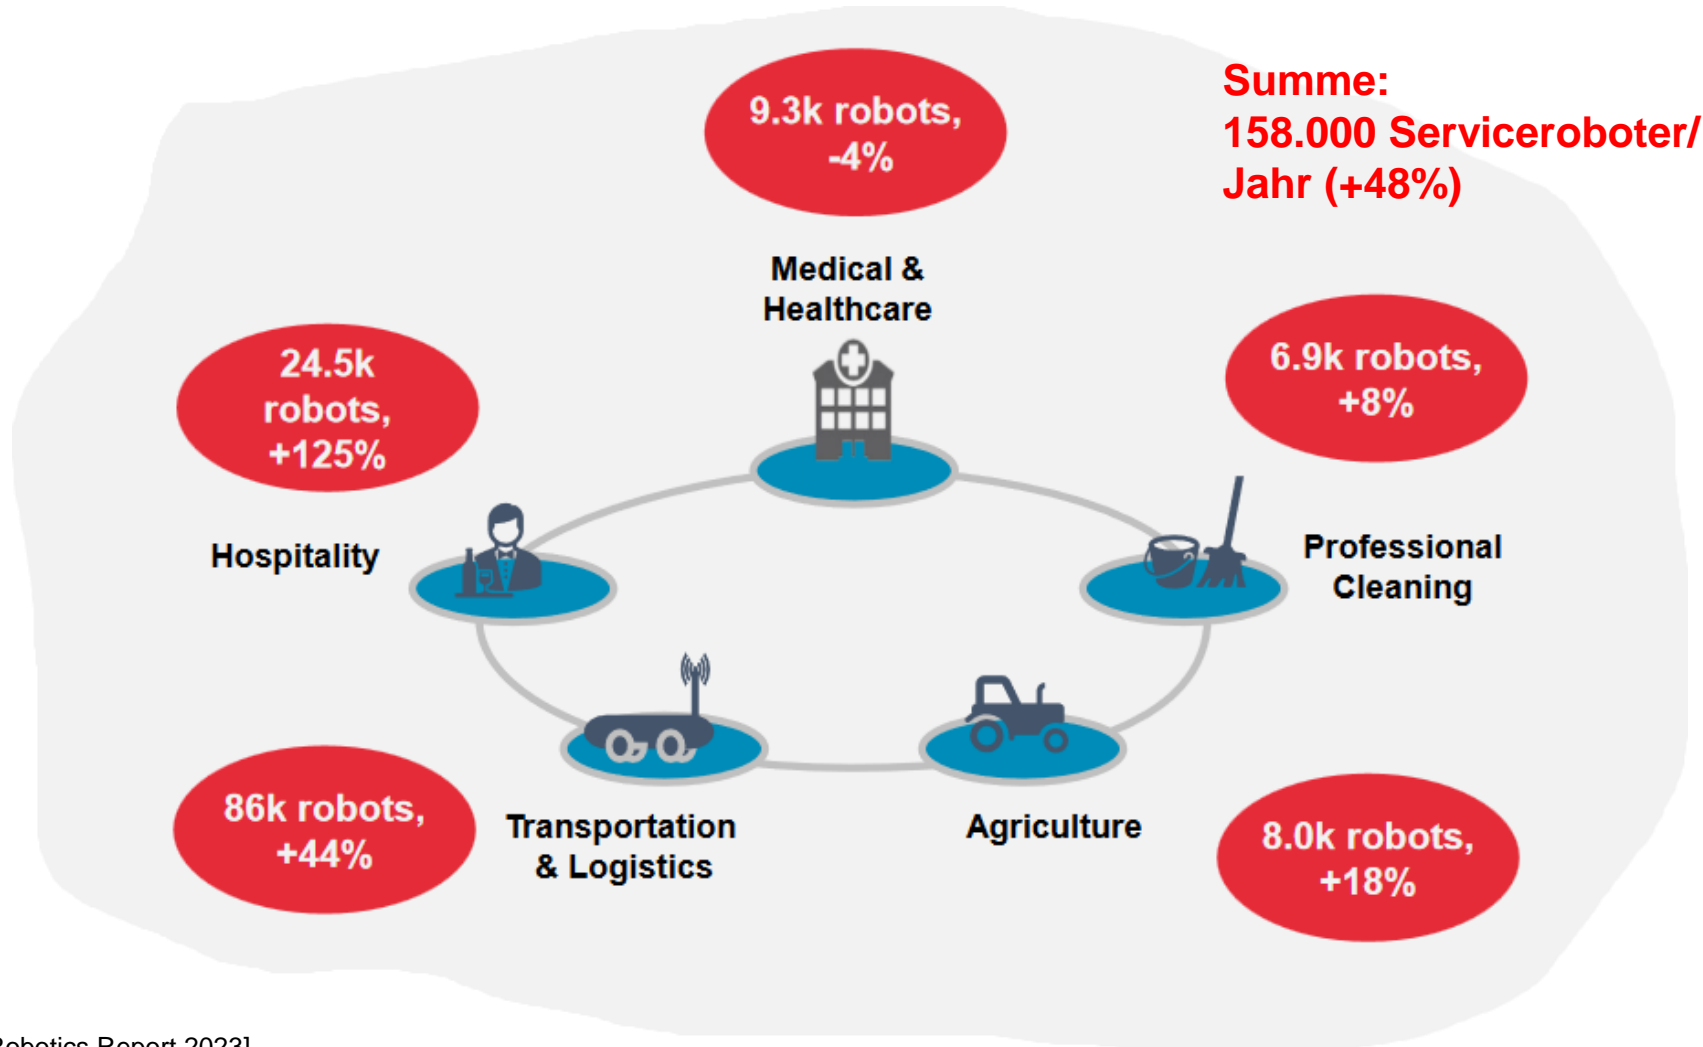 Summe:
158.000 Serviceroboter/
Jahr (+48%)
9.3k robots,
-4%
Medical &
Healthcare
24.5k
robots,
+125%
Hospitality
6.9k robots,
+8%
Professional
Cleaning
86k robots,
+44%
Transportation
& Logistics
Agriculture
8.0k robots,
+18%
Robotics Report 2023]